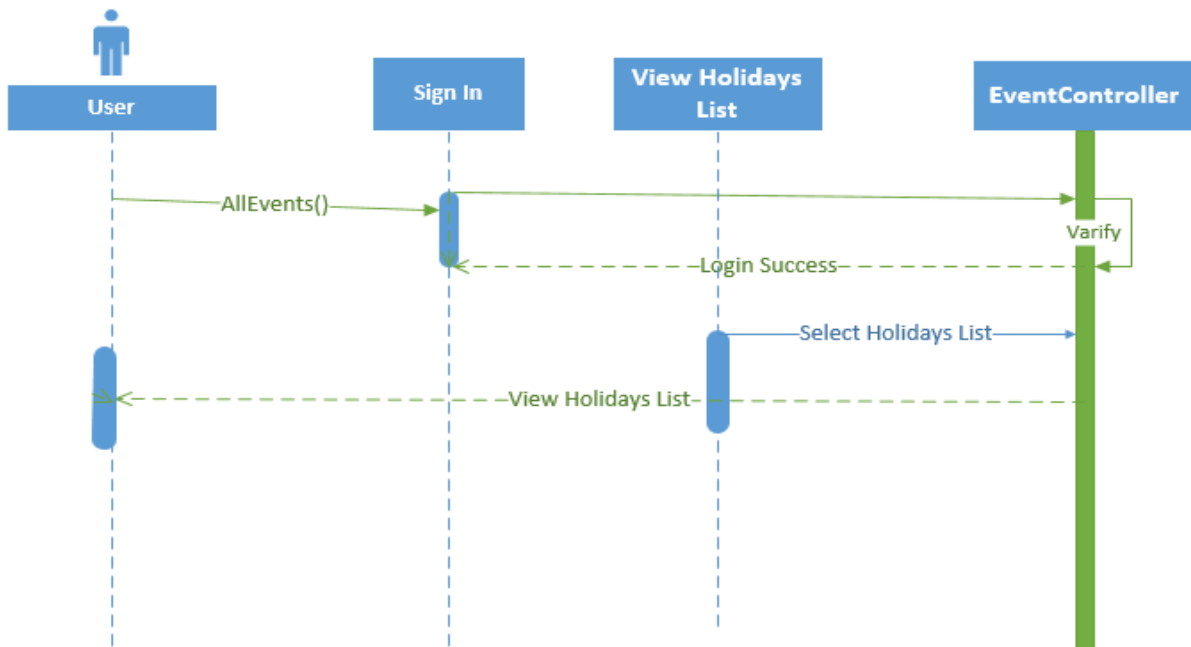 User
Sign In
View Holidays
List
EventController
AllEvents()
Varify
Login Success
Select Holidays List
View Holidays List